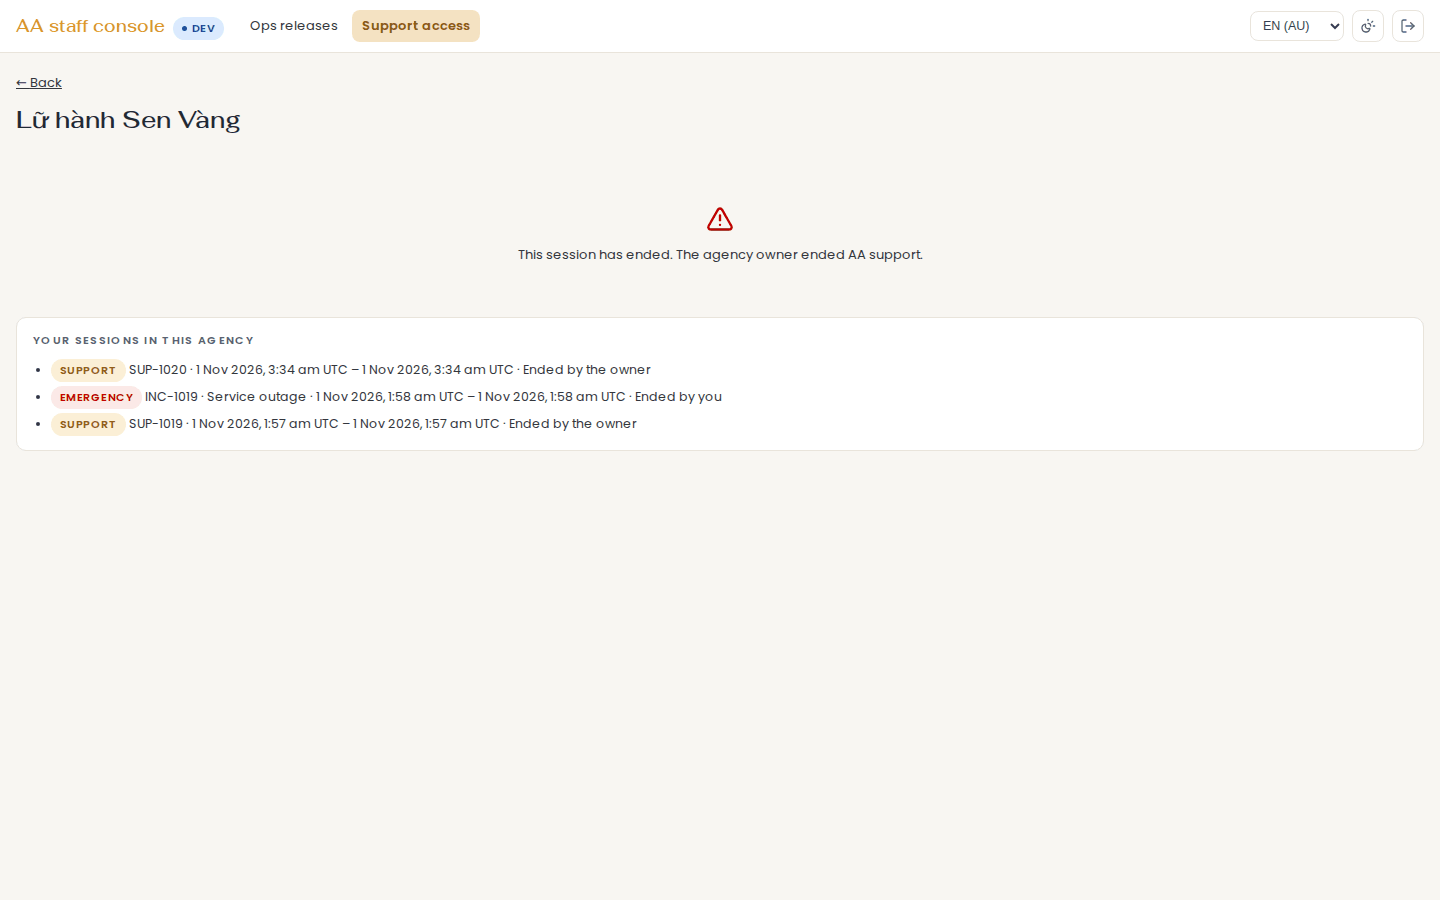 AA staff console
DEV
Ops releases
Support access
EN (AU)
← Back
Lữ hành Sen Vàng
This session has ended. The agency owner ended AA support.
YOUR SESSIONS IN THIS AGENCY
• SUPPORT SUP-1020 · 1 Nov 2026, 3:34 am UTC – 1 Nov 2026, 3:34 am UTC · Ended by the owner
• EMERGENCY INC-1019 · Service outage · 1 Nov 2026, 1:58 am UTC – 1 Nov 2026, 1:58 am UTC · Ended by you
• SUPPORT SUP-1019 · 1 Nov 2026, 1:57 am UTC – 1 Nov 2026, 1:57 am UTC · Ended by the owner